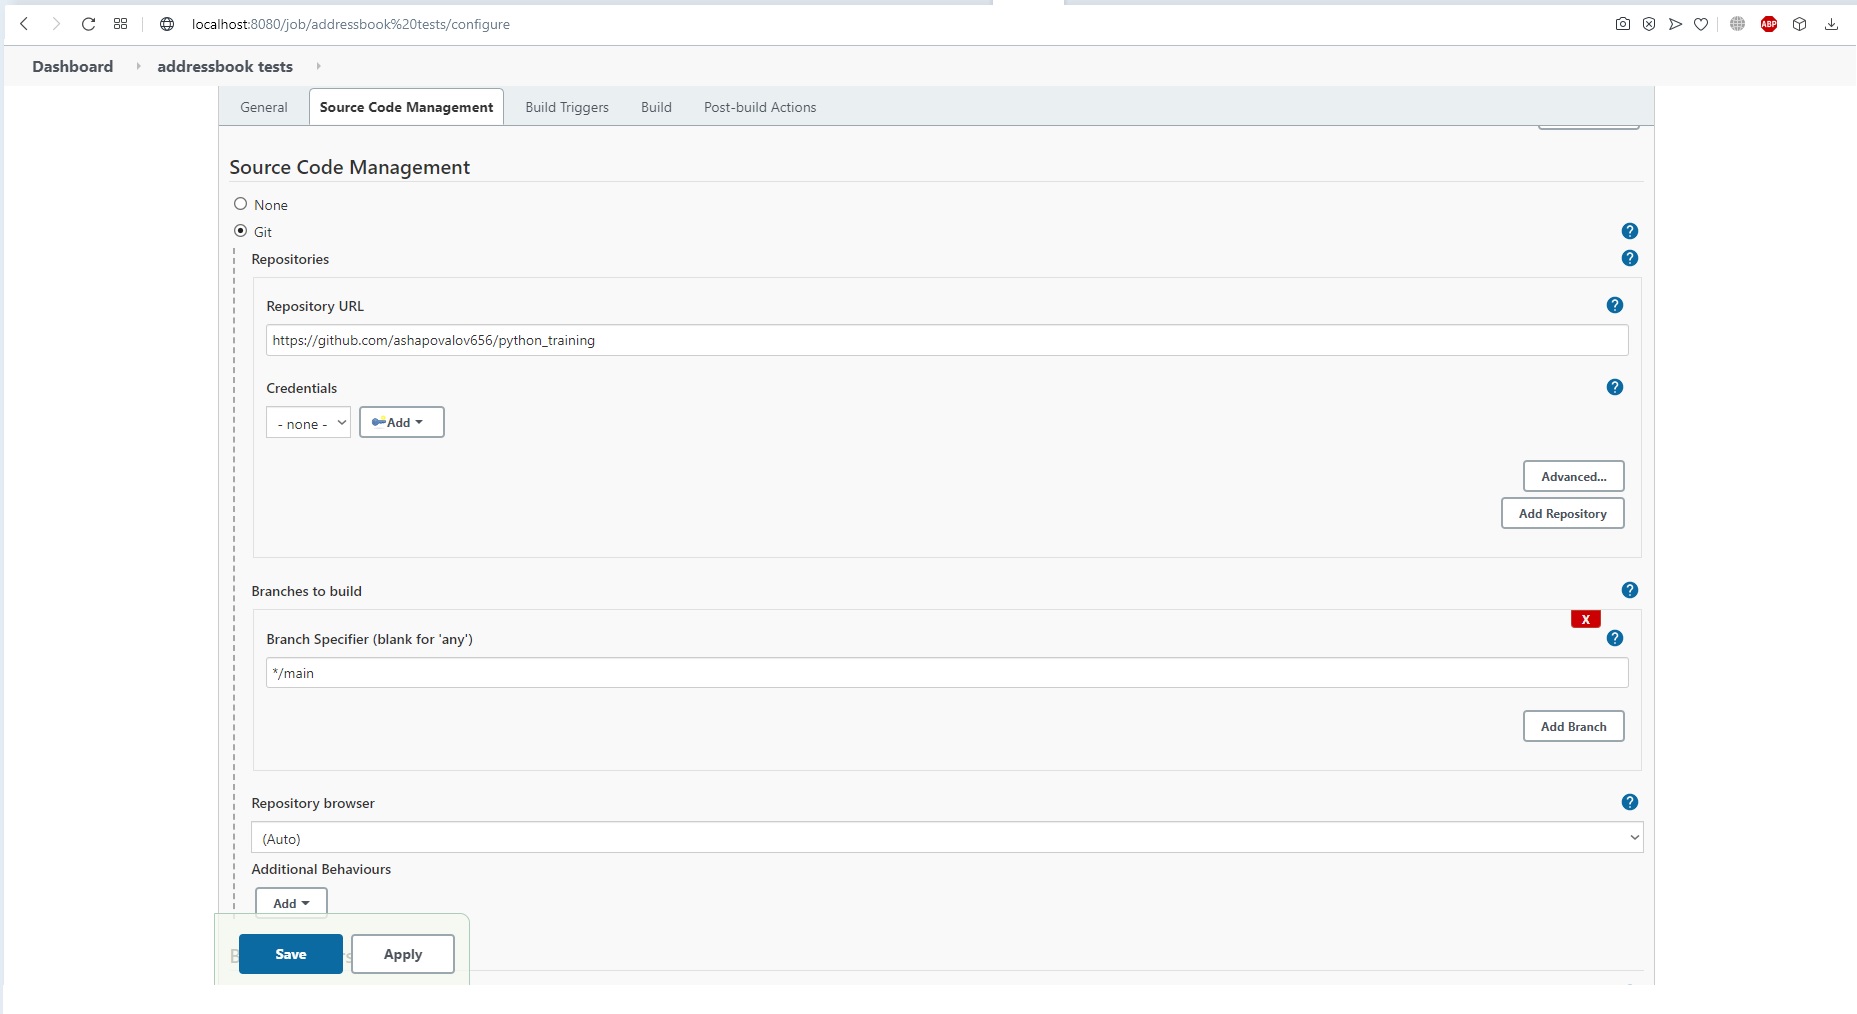 localhost:8080/job/addressbook%20tests/configure
ABP
Dashboard addressbook tests
General Source Code Management Build Triggers Build Post-build Actions
Source Code Management
None
Git
?
Repositories
?
Repository URL
?
https://github.com/ashapovalov656/python_training
Credentials
?
- none - Add
Advanced...
Add Repository
Branches to build
?
X
Branch Specifier (blank for 'any')
?
*/main
Add Branch
Repository browser
?
(Auto)
Additional Behaviours
Add
Save Apply